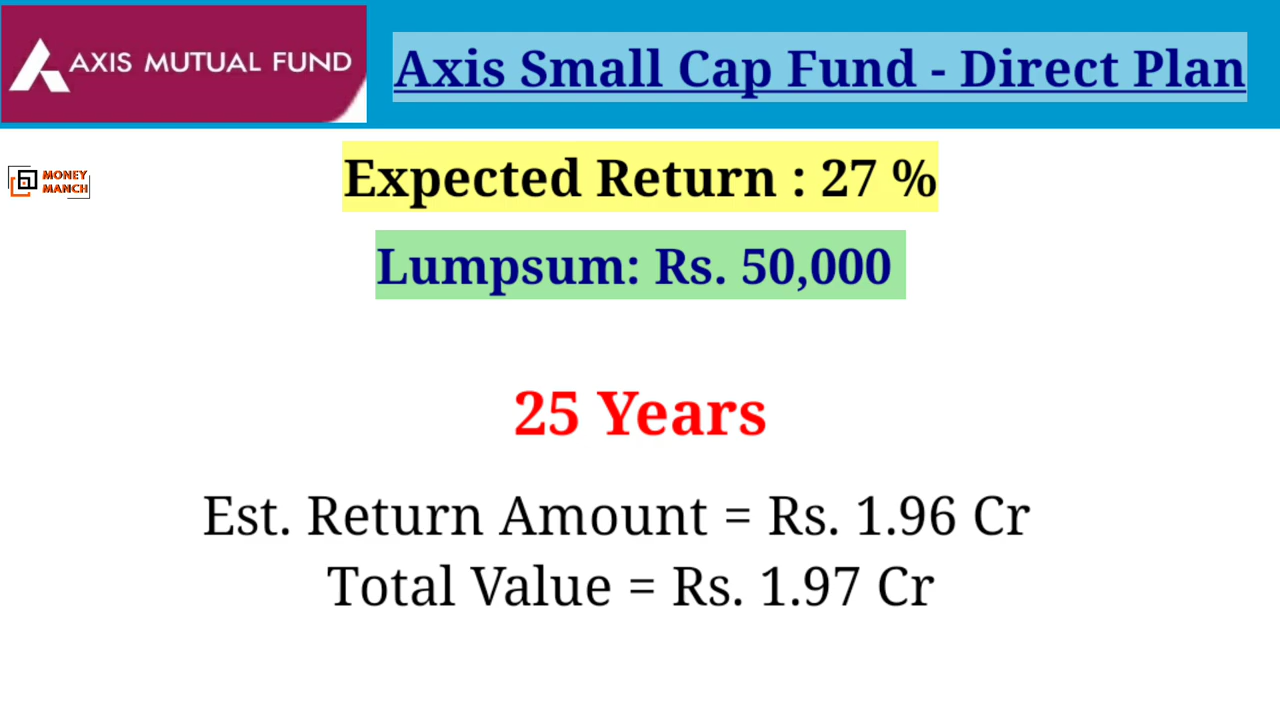 AXIS MUTUAL FUND
Axis Small Cap Fund - Direct Plan
MONEY
MANCH
Expected Return : 27 %
Lumpsum: Rs. 50,000
25 Years
Est. Return Amount = Rs. 1.96 Cr
Total Value = Rs. 1.97 Cr